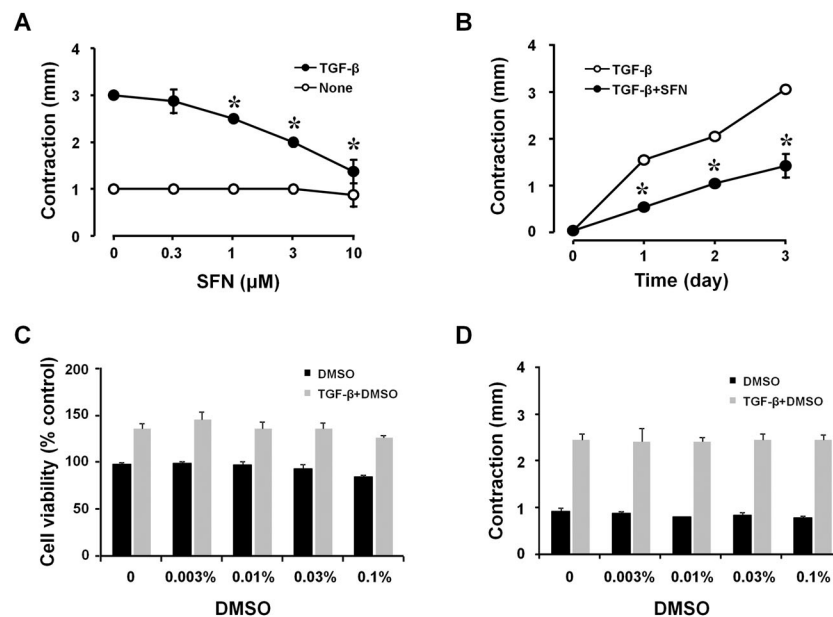 A
Contraction (mm)
4
3
2
1
0
TGF-β
None
*
*
*
0 0.3 1 3 10
SFN (μM)
B
Contraction (mm)
4
3
2
1
0
TGF-β
TGF-β+SFN
*
*
*
0 1 2 3
Time (day)
C
Cell viability (% control)
200
150
100
50
0
DMSO
TGF-β+DMSO
0 0.003% 0.01% 0.03% 0.1%
DMSO
D
Contraction (mm)
4
3
2
1
0
DMSO
TGF-β+DMSO
0 0.003% 0.01% 0.03% 0.1%
DMSO